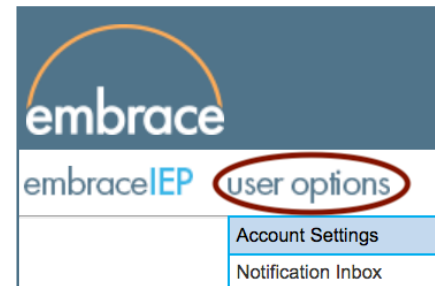 embrace
embraceIEP user options
Account Settings
Notification Inbox